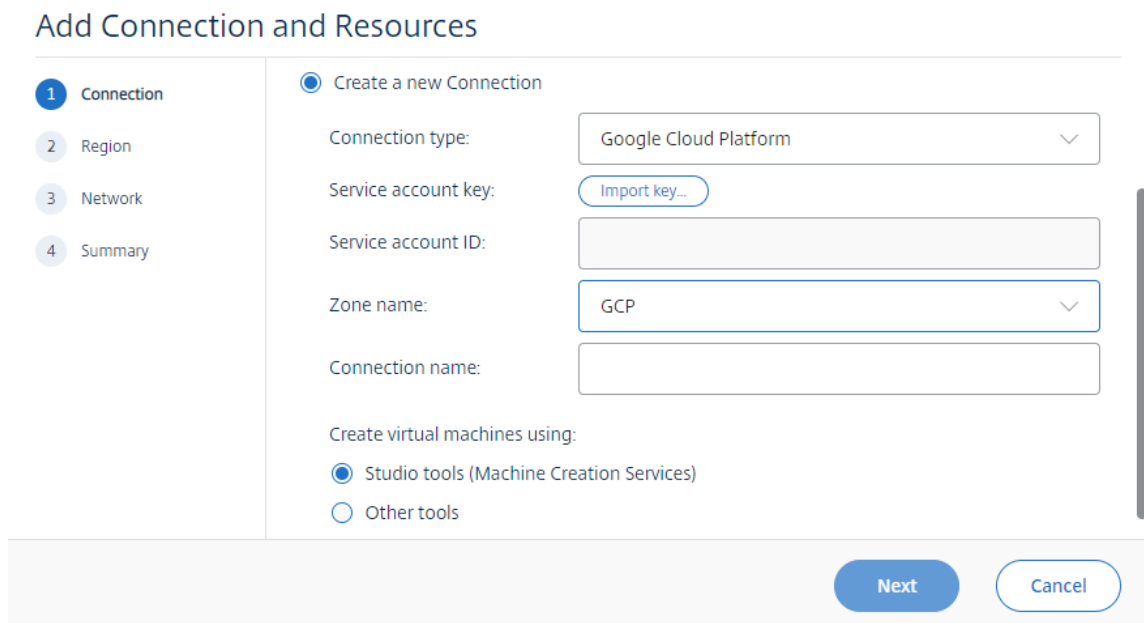 Add Connection and Resources
1 Connection
2 Region
3 Network
4 Summary
Create a new Connection
Connection type: Google Cloud Platform
Service account key: Import key...
Service account ID:
Zone name: GCP
Connection name:
Create virtual machines using:
Studio tools (Machine Creation Services)
Other tools
Next Cancel